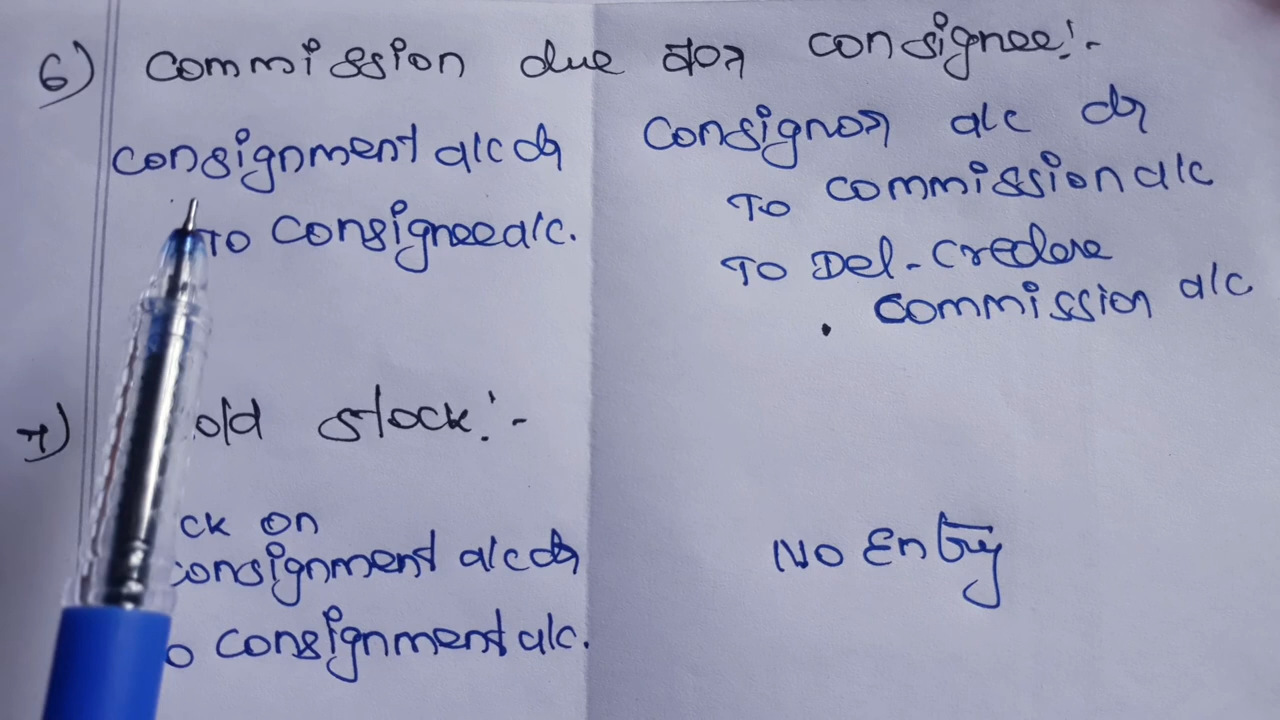 6) Commission due for consignee:-
Consignment a/c dr
To Consignee a/c.
Consignor a/c dr
To Commission a/c
To Del-Credere
Commission a/c
7) old stock:-
ck on
consignment a/c dr
o consignment a/c.
No Entry